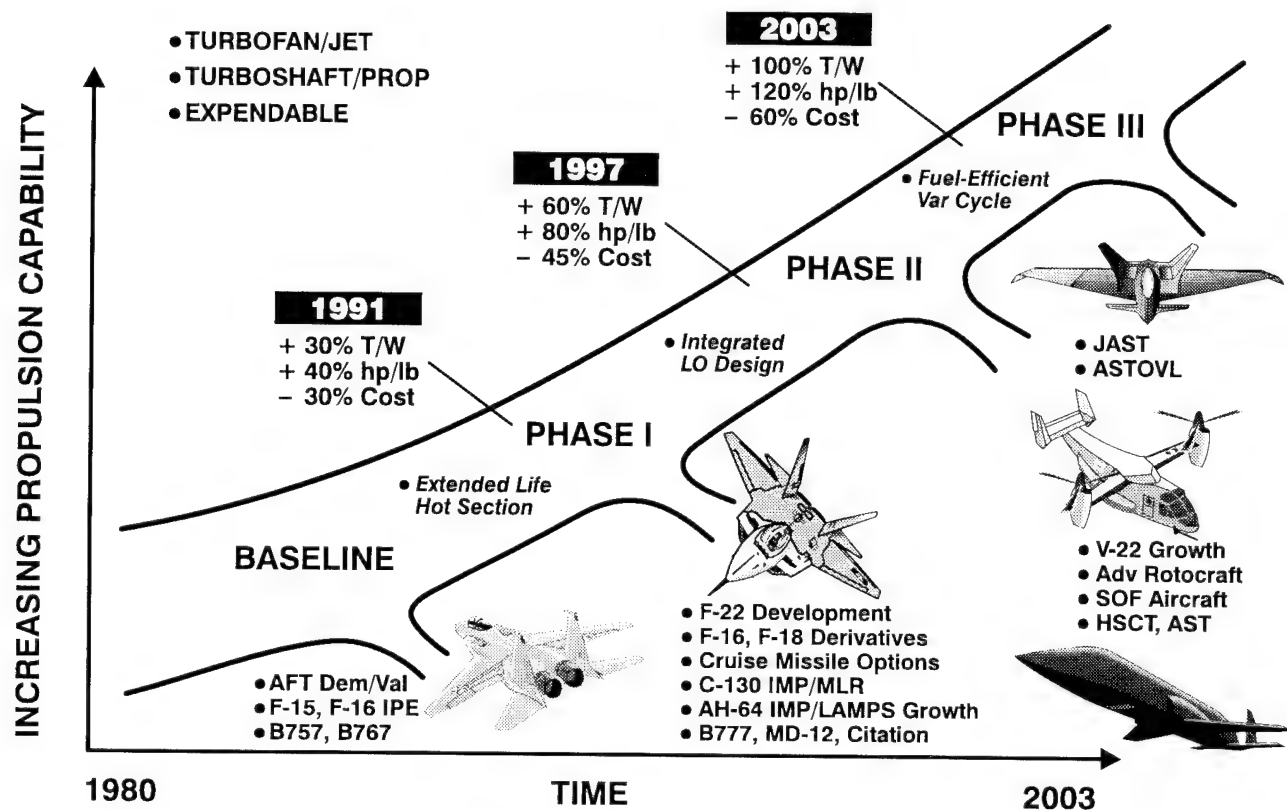 INCREASING PROPULSION CAPABILITY
● TURBOFAN/JET
● TURBOSHAFT/PROP
● EXPENDABLE
2003
+ 100% T/W
+ 120% hp/lb
– 60% Cost
PHASE III
● Fuel-Efficient
Var Cycle
1997
+ 60% T/W
+ 80% hp/lb
– 45% Cost
PHASE II
● Integrated
LO Design
1991
+ 30% T/W
+ 40% hp/lb
– 30% Cost
PHASE I
● Extended Life
Hot Section
BASELINE
● AFT Dem/Val
● F-15, F-16 IPE
● B757, B767
● F-22 Development
● F-16, F-18 Derivatives
● Cruise Missile Options
● C-130 IMP/MLR
● AH-64 IMP/LAMPS Growth
● B777, MD-12, Citation
● JAST
● ASTOVL
● V-22 Growth
● Adv Rotocraft
● SOF Aircraft
● HSCT, AST
1980
TIME
2003